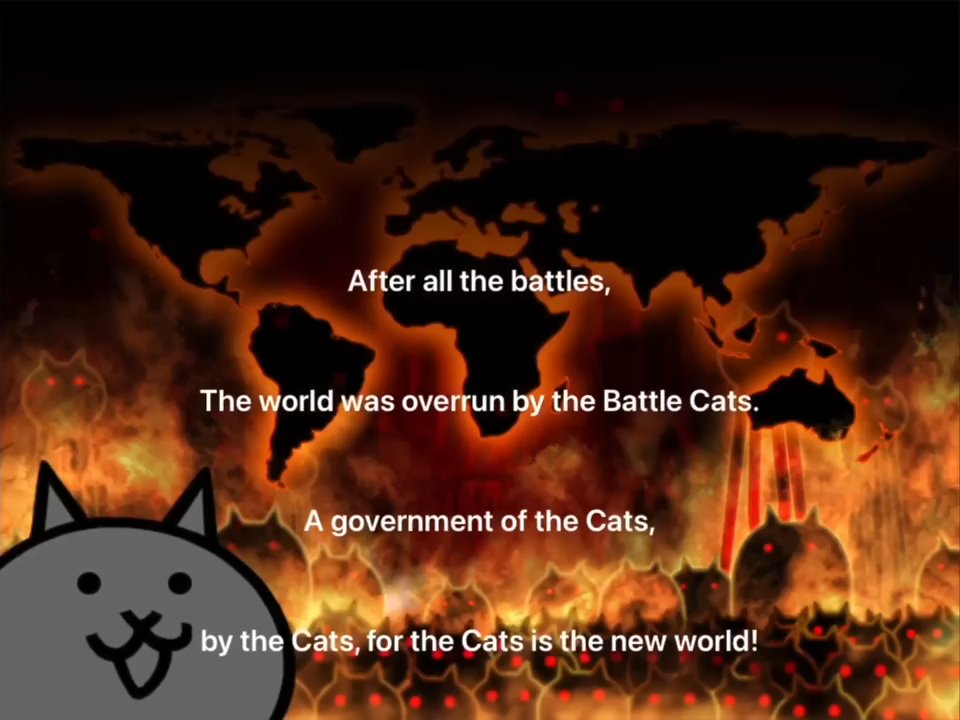 After all the battles,
The world was overrun by the Battle Cats.
A government of the Cats,
by the Cats, for the Cats is the new world!